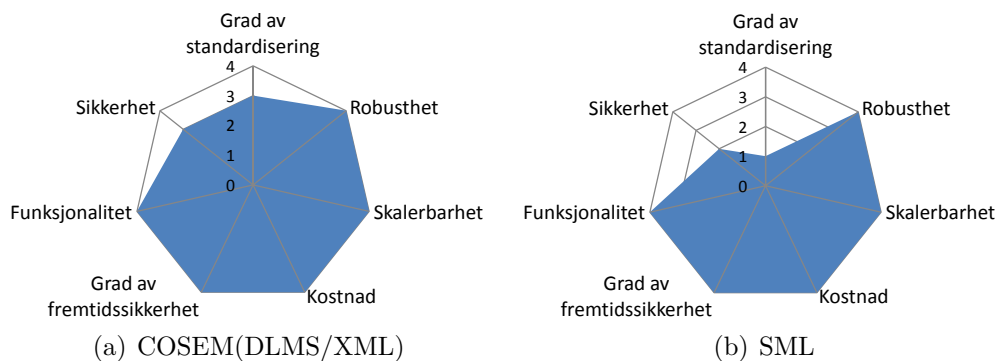 Grad av
standardisering
4
3
2
1
0
Sikkerhet
Robusthet
Funksjonalitet
Skalerbarhet
Grad av
fremtidssikkerhet
Kostnad
(a) COSEM(DLMS/XML)
Grad av
standardisering
4
3
2
1
0
Sikkerhet
Robusthet
Funksjonalitet
Skalerbarhet
Grad av
fremtidssikkerhet
Kostnad
(b) SML